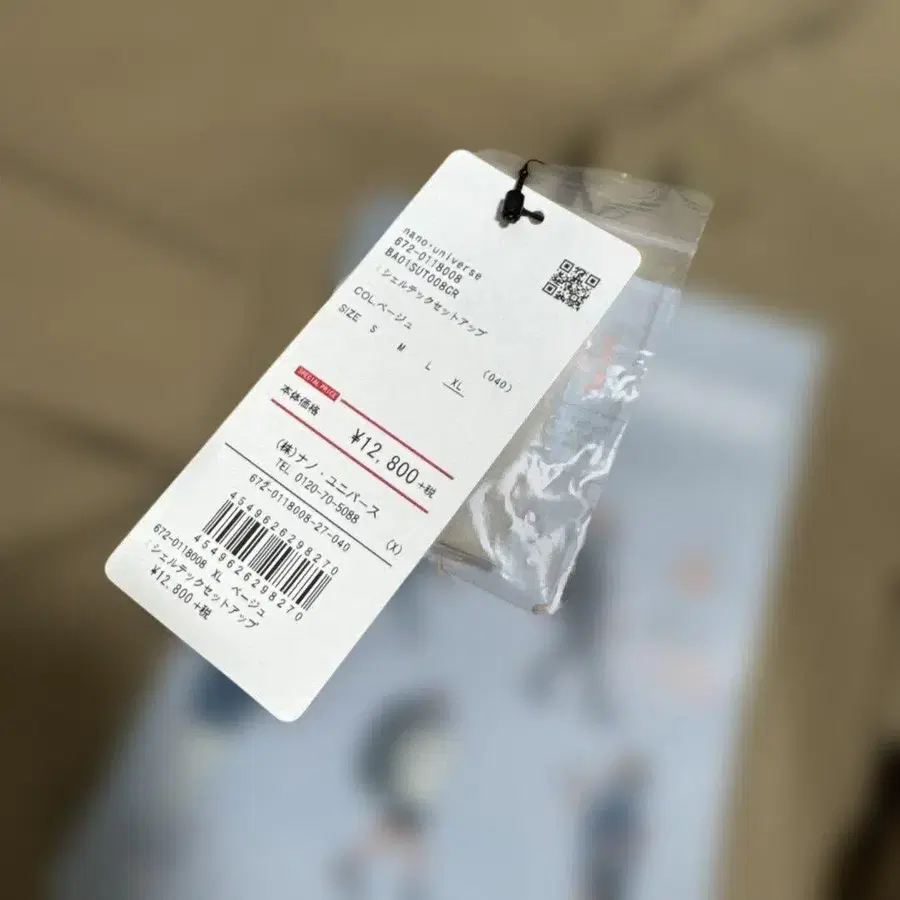 nano・universe
672-0118008
BA01SUT008GR
くシェルテックセットアップ
COL.ベージュ
SIZE S M L XL (040)
SPECIAL PRICE
本体価格 ¥12,800+税
(株)ナノ・ユニバース
TEL 0120-70-5088
672-0118008-27-040 (X)
4549626298270
4549626298270
672-0118008 XL ベージュ
くシェルテックセットアップ
¥12,800+税